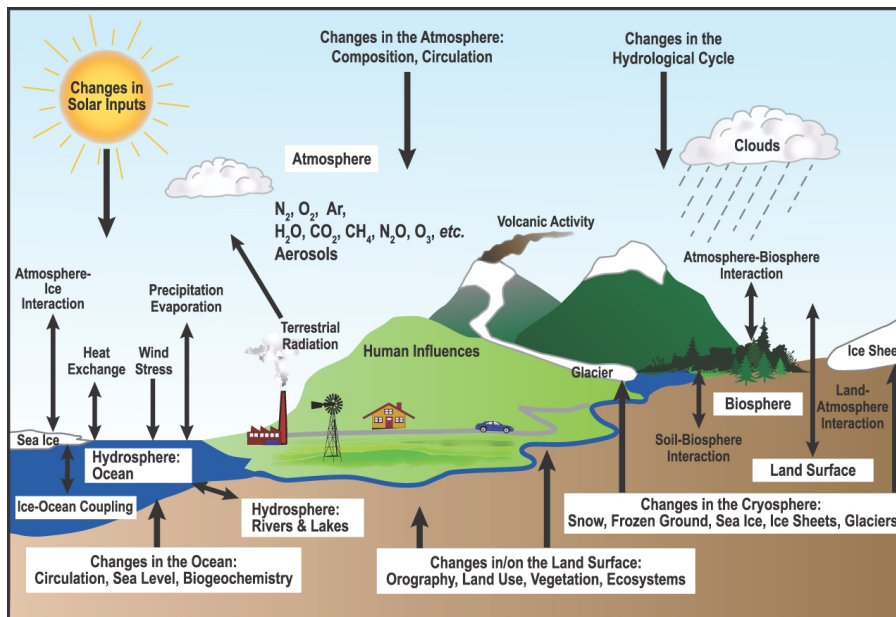 Changes in the Atmosphere:
Composition, Circulation
Changes in the
Hydrological Cycle
Changes in
Solar Inputs
Clouds
Atmosphere
N₂, O₂, Ar,
H₂O, CO₂, CH₄, N₂O, O₃, etc.
Aerosols
Volcanic Activity
Atmosphere-Biosphere
Interaction
Atmosphere-
Ice
Interaction
Precipitation
Evaporation
Terrestrial
Radiation
Heat
Exchange
Wind
Stress
Human Influences
Ice Shee
Glacier
Biosphere
Land-
Atmosphere
Interaction
Sea Ice
Hydrosphere:
Ocean
Soil-Biosphere
Interaction
Land Surface
Ice-Ocean Coupling
Hydrosphere:
Rivers & Lakes
Changes in the Cryosphere:
Snow, Frozen Ground, Sea Ice, Ice Sheets, Glaciers
Changes in the Ocean:
Circulation, Sea Level, Biogeochemistry
Changes in/on the Land Surface:
Orography, Land Use, Vegetation, Ecosystems